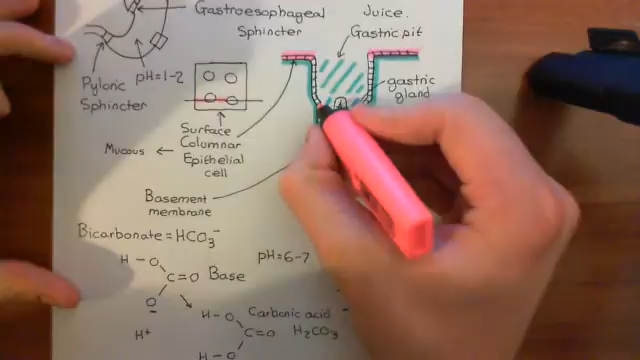 Gastroesophageal
Sphincter
Juice.
Gastric pit
Pyloric
Sphincter
pH=1-2
gastric
gland
Surface
Columnar
Epithelial
cell
Mucous
Basement
membrane
Bicarbonate = HCO3-
pH=6-7
H-O
C=O Base
O
H+
H-O
Carbonic acid
C=O H2CO3
H-O